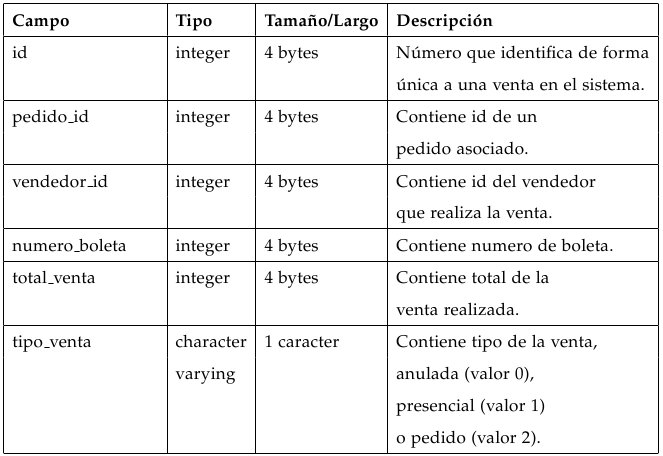 Campo Tipo Tamaño/Largo Descripción
id integer 4 bytes Número que identifica de forma
única a una venta en el sistema.
pedido_id integer 4 bytes Contiene id de un
pedido asociado.
vendedor_id integer 4 bytes Contiene id del vendedor
que realiza la venta.
numero_boleta integer 4 bytes Contiene numero de boleta.
total_venta integer 4 bytes Contiene total de la
venta realizada.
tipo_venta character 1 caracter Contiene tipo de la venta,
varying anulada (valor 0),
presencial (valor 1)
o pedido (valor 2).